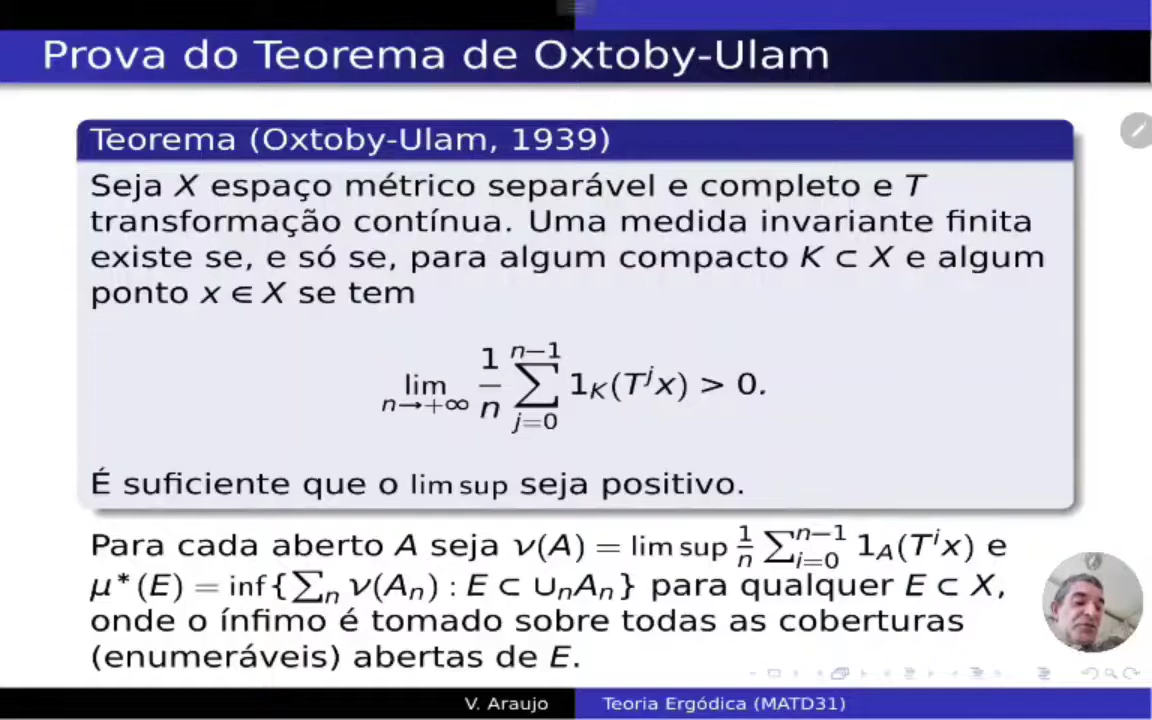 Prova do Teorema de Oxtoby-Ulam
Teorema (Oxtoby-Ulam, 1939)
Seja X espaço métrico separável e completo e T
transformação contínua. Uma medida invariante finita
existe se, e só se, para algum compacto K ⊂ X e algum
ponto x ∈ X se tem
lim_{n→+∞} \frac{1}{n} ∑_{j=0}^{n−1} 1_K(T^j x) > 0.
É suficiente que o lim sup seja positivo.
Para cada aberto A seja ν(A) = lim sup \frac{1}{n} ∑_{i=0}^{n−1} 1_A(T^i x) e
μ*(E) = inf{∑_n ν(A_n) : E ⊂ ∪_n A_n} para qualquer E ⊂ X,
onde o ínfimo é tomado sobre todas as coberturas
(enumeráveis) abertas de E.
V. Araujo
Teoria Ergódica (MATD31)